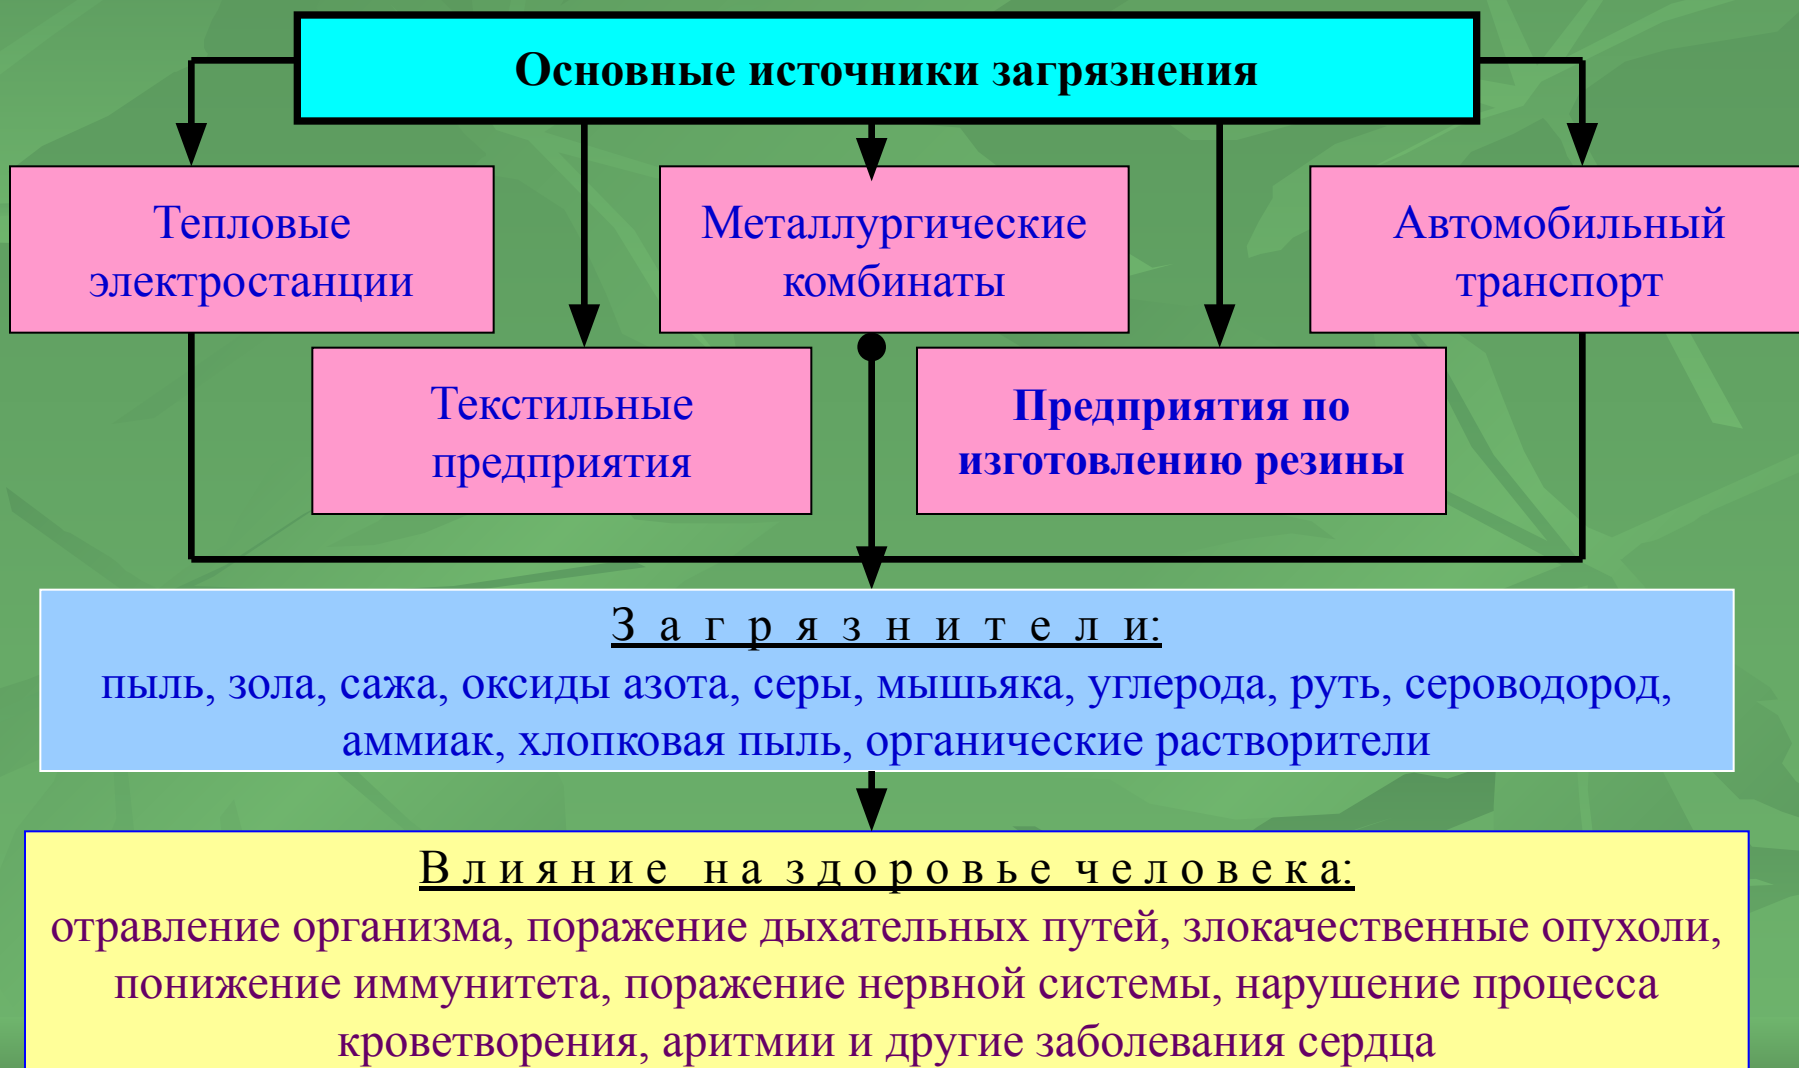 Основные источники загрязнения
Тепловые
электростанции
Металлургические
комбинаты
Автомобильный
транспорт
Текстильные
предприятия
Предприятия по
изготовлению резины
З а г р я з н и т е л и:
пыль, зола, сажа, оксиды азота, серы, мышьяка, углерода, руть, сероводород,
аммиак, хлопковая пыль, органические растворители
В л и я н и е н а з д о р о в ь е ч е л о в е к а:
отравление организма, поражение дыхательных путей, злокачественные опухоли,
понижение иммунитета, поражение нервной системы, нарушение процесса
кроветворения, аритмии и другие заболевания сердца